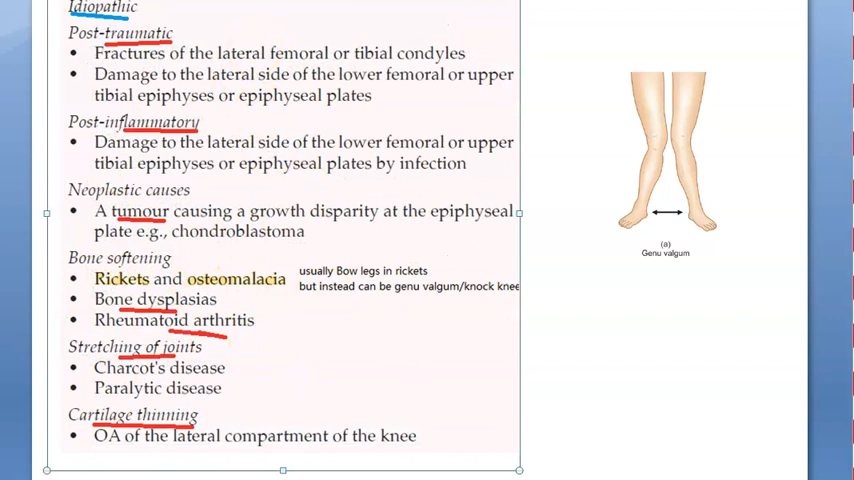 Idiopathic
Post-traumatic
• Fractures of the lateral femoral or tibial condyles
• Damage to the lateral side of the lower femoral or upper
tibial epiphyses or epiphyseal plates
Post-inflammatory
• Damage to the lateral side of the lower femoral or upper
tibial epiphyses or epiphyseal plates by infection
Neoplastic causes
• A tumour causing a growth disparity at the epiphyseal
plate e.g., chondroblastoma
Bone softening
• Rickets and osteomalacia
usually Bow legs in rickets
but instead can be genu valgum/knock knee
• Bone dysplasias
• Rheumatoid arthritis
Stretching of joints
• Charcot's disease
• Paralytic disease
Cartilage thinning
• OA of the lateral compartment of the knee
(a)
Genu valgum